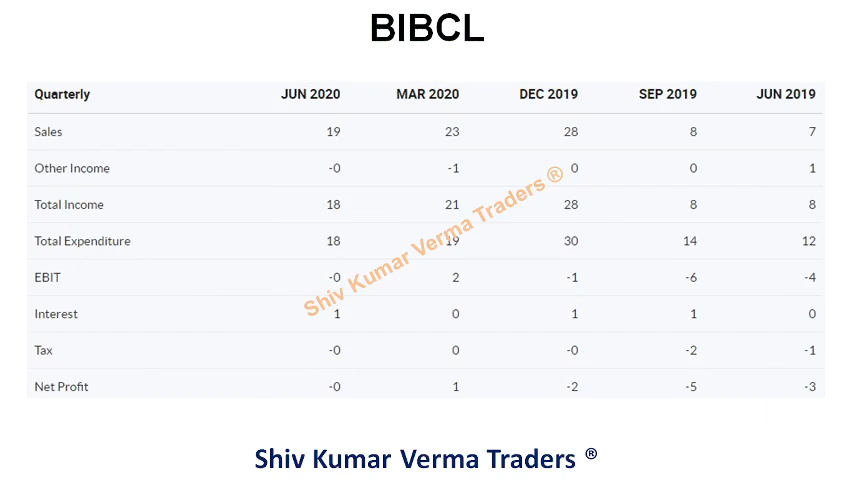 BIBCL
Quarterly JUN 2020 MAR 2020 DEC 2019 SEP 2019 JUN 2019
Sales 19 23 28 8 7
Other Income -0 -1 0 0 1
Total Income 18 21 28 8 8
Total Expenditure 18 19 30 14 12
EBIT -0 2 -1 -6 -4
Interest 1 0 1 1 0
Tax -0 0 -0 -2 -1
Net Profit -0 1 -2 -5 -3
Shiv Kumar Verma Traders ®
Shiv Kumar Verma Traders ®